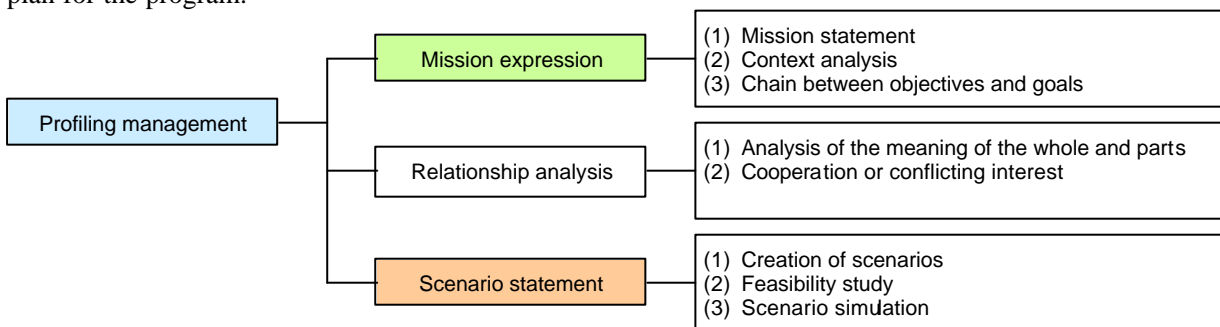 plan for the program.
Mission expression
(1) Mission statement
(2) Context analysis
(3) Chain between objectives and goals
Profiling management
Relationship analysis
(1) Analysis of the meaning of the whole and parts
(2) Cooperation or conflicting interest
Scenario statement
(1) Creation of scenarios
(2) Feasibility study
(3) Scenario simulation